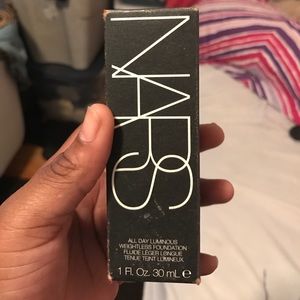 NARS
ALL DAY LUMINOUS
WEIGHTLESS FOUNDATION
FLUIDE LÉGER LONGUE
TENUE TEINT LUMINEUX
1 FL. OZ. 30 mL e